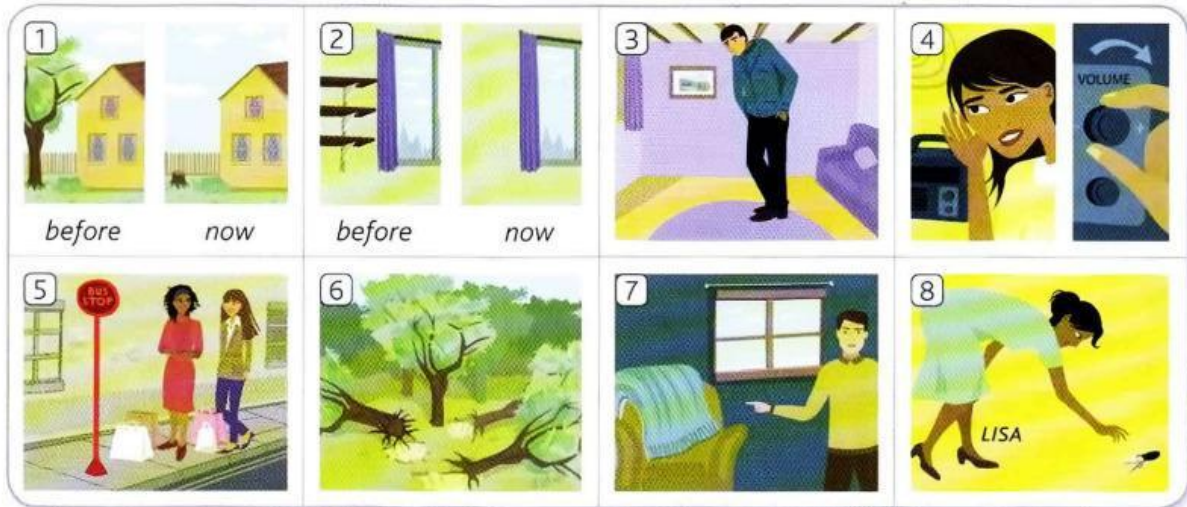 1
2
3
4
VOLUME
before
now
before
now
5
BUS
STOP
6
7
8
LISA